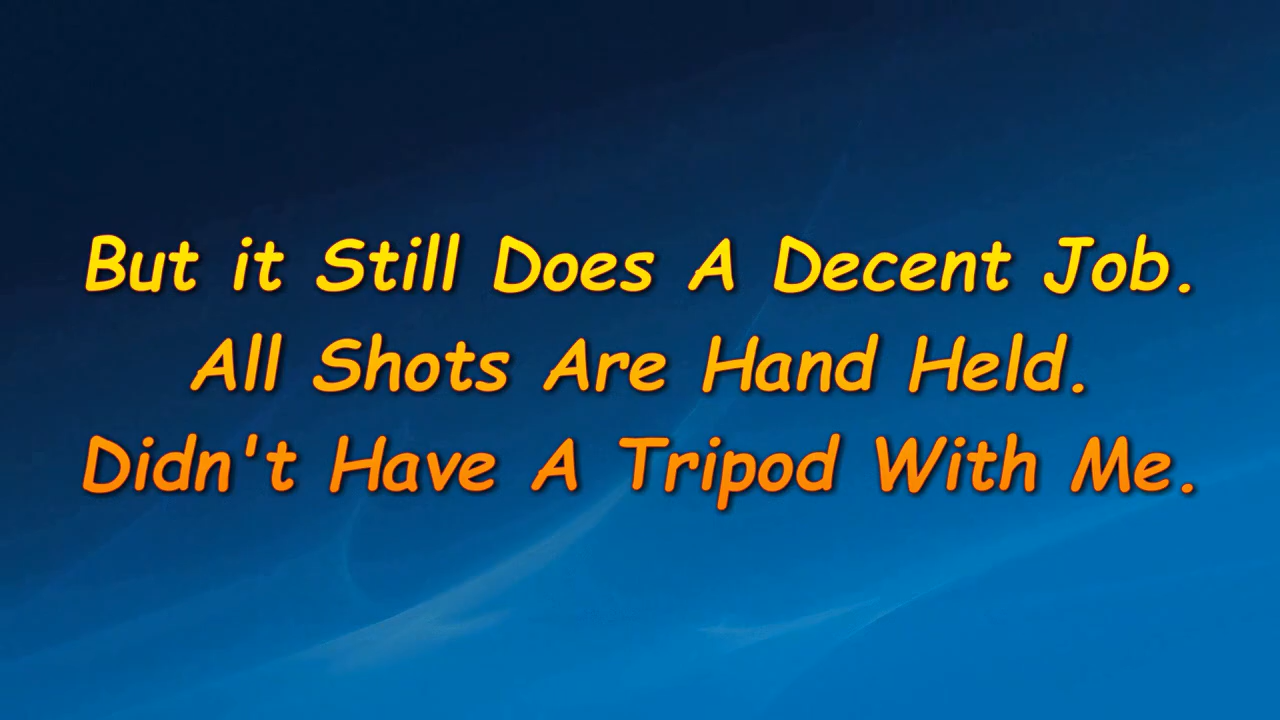 But it Still Does A Decent Job.
All Shots Are Hand Held.
Didn't Have A Tripod With Me.